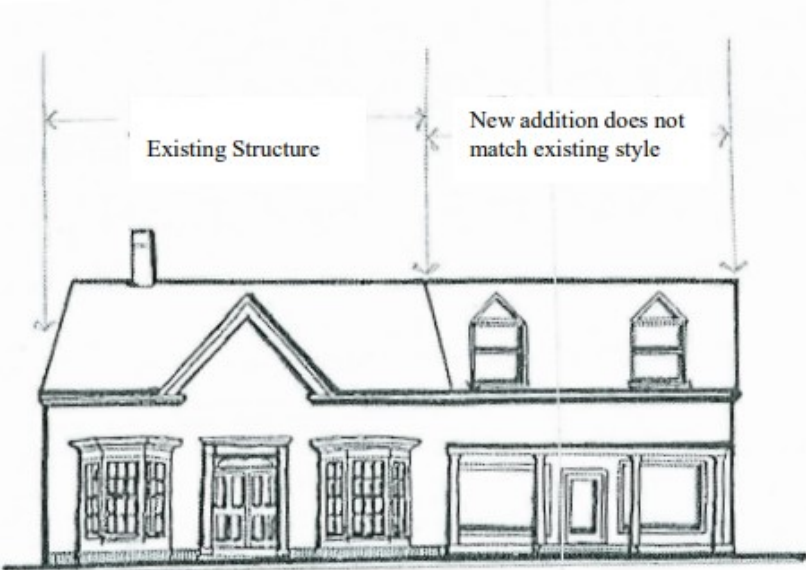 Existing Structure
New addition does not
match existing style